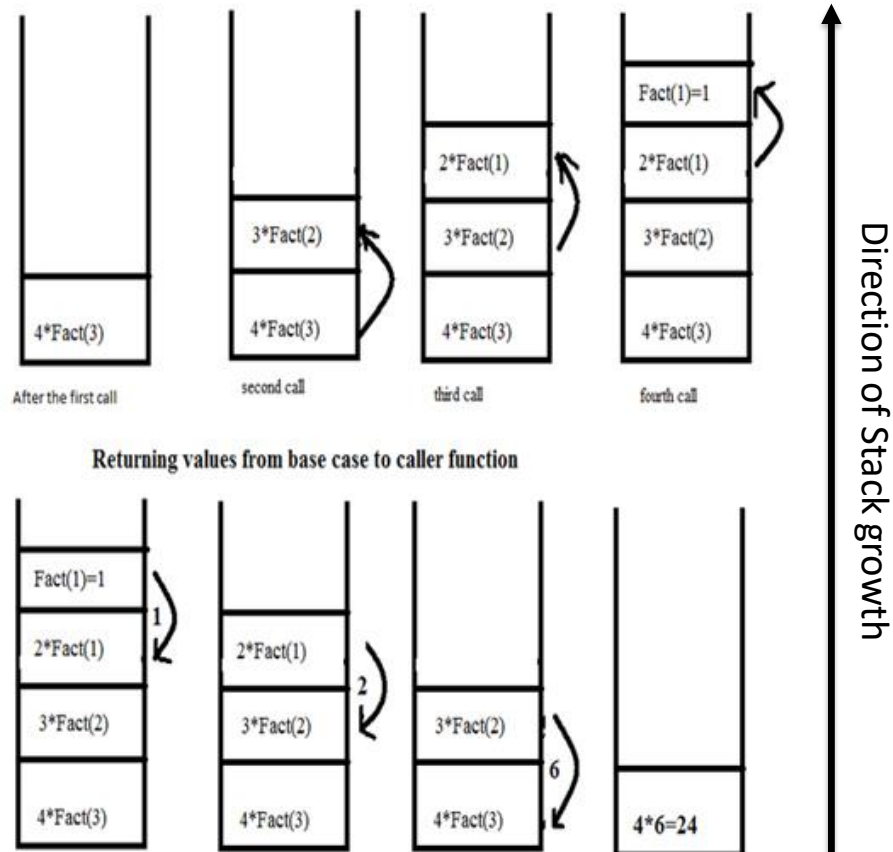 4*Fact(3)
After the first call
3*Fact(2)
4*Fact(3)
second call
2*Fact(1)
3*Fact(2)
4*Fact(3)
third call
Fact(1)=1
2*Fact(1)
3*Fact(2)
4*Fact(3)
fourth call
Direction of Stack growth
Returning values from base case to caller function
Fact(1)=1
1
2*Fact(1)
3*Fact(2)
4*Fact(3)
2*Fact(1)
2
3*Fact(2)
4*Fact(3)
3*Fact(2)
6
4*Fact(3)
4*6=24